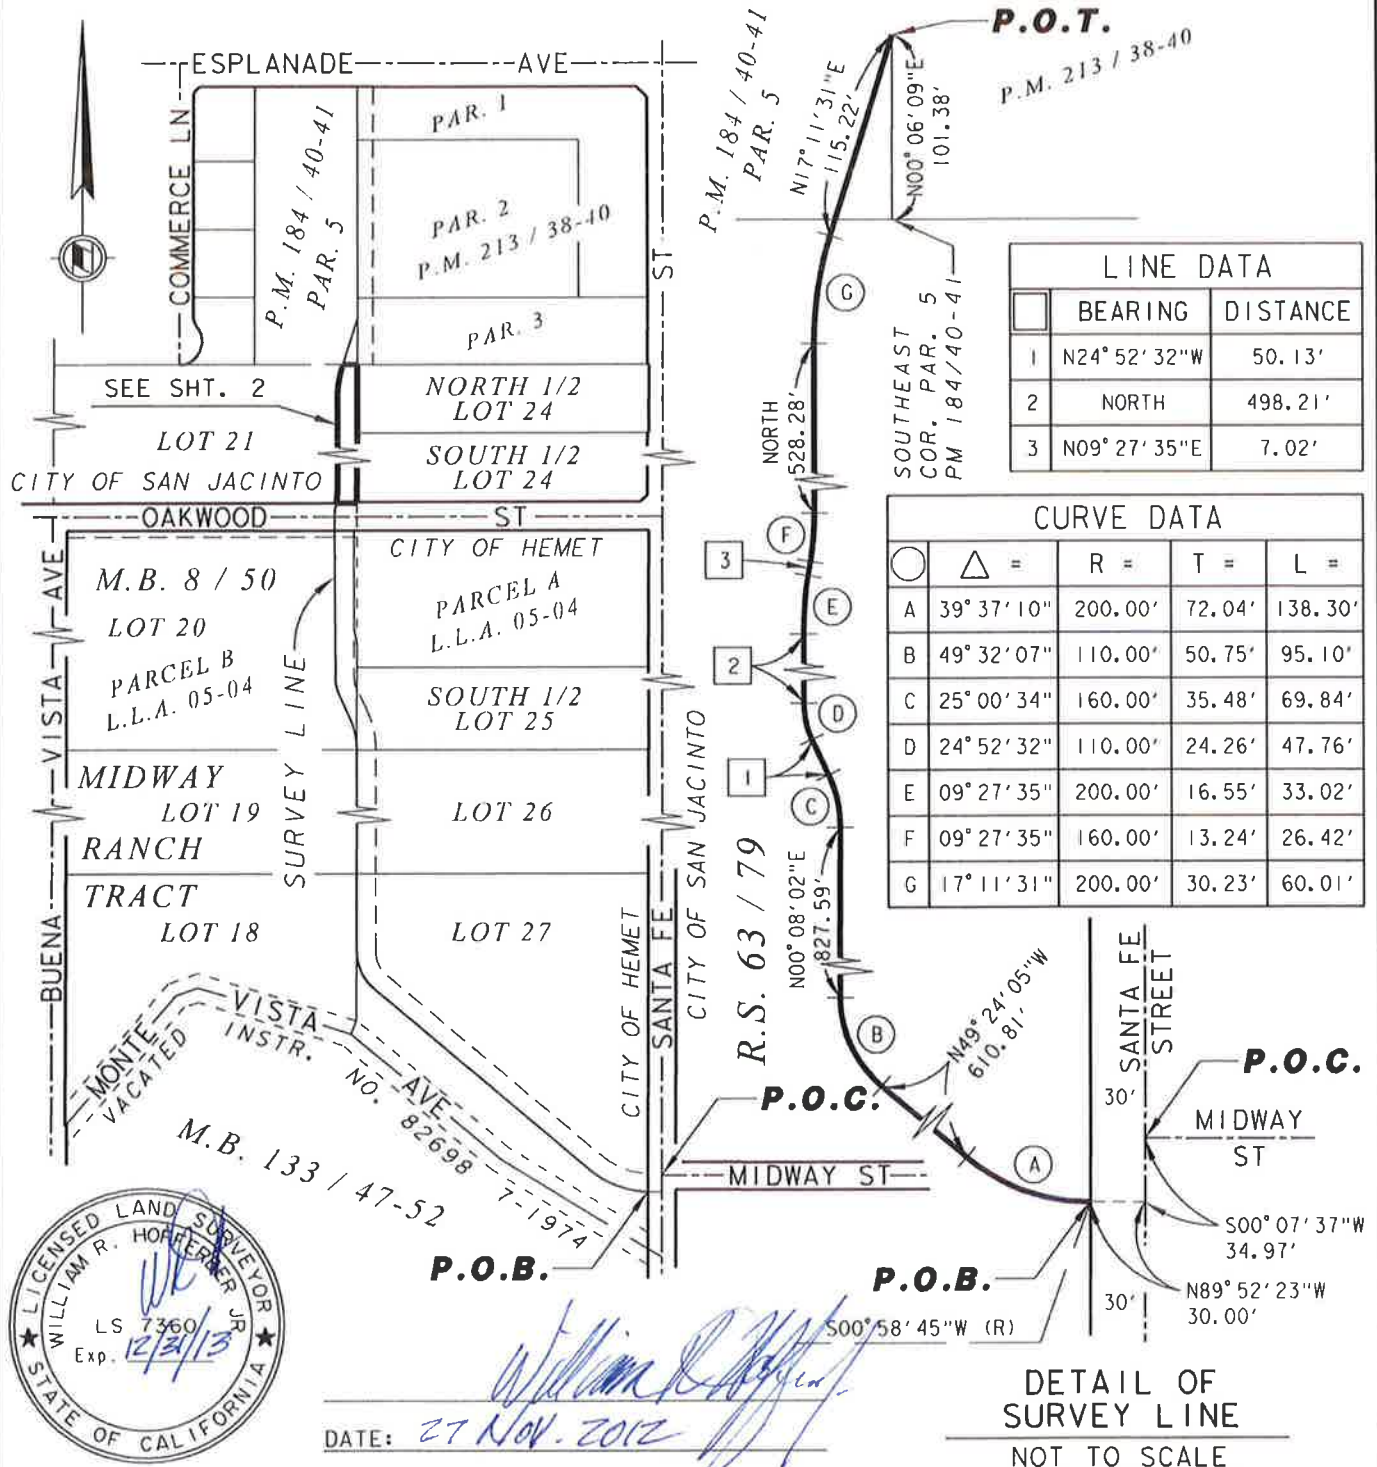 P.O.T.
P.M. 213 / 38-40
P.M. 184 / 40-41
PAR. 5
N17°11'31"E
115.22'
N00°06'09"E
101.38'
ESPLANADE AVE
COMMERCE LN
P.M. 184 / 40-41
PAR. 5
PAR. 1
PAR. 2
P.M. 213 / 38-40
PAR. 3
ST
SEE SHT. 2
LOT 21
CITY OF SAN JACINTO
NORTH 1/2
LOT 24
SOUTH 1/2
LOT 24
OAKWOOD ST
CITY OF HEMET
M.B. 8 / 50
LOT 20
PARCEL B
L.L.A. 05-04
PARCEL A
L.L.A. 05-04
SOUTH 1/2
LOT 25
SURVEY LINE
BUENA VISTA AVE
MIDWAY
LOT 19
RANCH
TRACT
LOT 18
LOT 26
LOT 27
MONTE VISTA AVE
VACATED INSTR. NO. 82698 7-1974
M.B. 133 / 47-52
CITY OF HEMET
SANTA FE
CITY OF SAN JACINTO
R.S. 63 / 79
P.O.C.
MIDWAY ST
P.O.B.
G
NORTH
528.28'
SOUTHEAST
COR. PAR. 5
PM 184/40-41
F
3
E
2
D
1
C
N00°08'02"E
827.59'
B
N49°24'05"W
610.81'
A
LINE DATA
BEARING DISTANCE
1 N24°52'32"W 50.13'
2 NORTH 498.21'
3 N09°27'35"E 7.02'
CURVE DATA
△ = R = T = L =
A 39°37'10" 200.00' 72.04' 138.30'
B 49°32'07" 110.00' 50.75' 95.10'
C 25°00'34" 160.00' 35.48' 69.84'
D 24°52'32" 110.00' 24.26' 47.76'
E 09°27'35" 200.00' 16.55' 33.02'
F 09°27'35" 160.00' 13.24' 26.42'
G 17°11'31" 200.00' 30.23' 60.01'
SANTA FE
STREET
30'
P.O.C.
MIDWAY
ST
S00°07'37"W
34.97'
N89°52'23"W
30.00'
30'
P.O.B.
S00°58'45"W (R)
DETAIL OF
SURVEY LINE
NOT TO SCALE
LICENSED LAND SURVEYOR
WILLIAM R. HOFFERBER JR
LS 7360
Exp. 12/31/13
STATE OF CALIFORNIA
DATE: 27 NOV. 2012